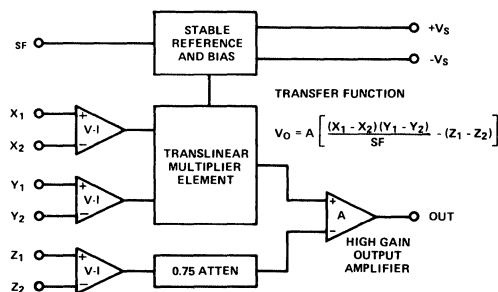 STABLE
REFERENCE
AND BIAS
SF
+VS
-VS
TRANSFER FUNCTION
VO = A [ (X1 - X2) (Y1 - Y2) / SF - (Z1 - Z2) ]
X1
X2
+
V-I
−
TRANSLINEAR
MULTIPLIER
ELEMENT
Y1
Y2
+
V-I
−
+
A
−
OUT
HIGH GAIN
OUTPUT
AMPLIFIER
Z1
Z2
+
V-I
−
0.75 ATTEN